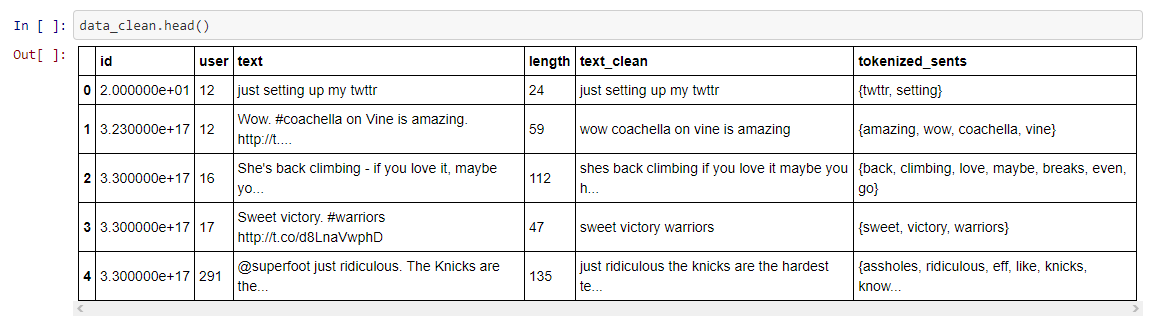 In [ ]: data_clean.head()
Out[ ]:
id user text length text_clean tokenized_sents
0 2.000000e+01 12 just setting up my twttr 24 just setting up my twttr {twttr, setting}
1 3.230000e+17 12 Wow. #coachella on Vine is amazing. http://t.... 59 wow coachella on vine is amazing {amazing, wow, coachella, vine}
2 3.300000e+17 16 She's back climbing - if you love it, maybe yo... 112 shes back climbing if you love it maybe you h... {back, climbing, love, maybe, breaks, even, go}
3 3.300000e+17 17 Sweet victory. #warriors http://t.co/d8LnaVwphD 47 sweet victory warriors {sweet, victory, warriors}
4 3.300000e+17 291 @superfoot just ridiculous. The Knicks are the... 135 just ridiculous the knicks are the hardest te... {assholes, ridiculous, eff, like, knicks, know...